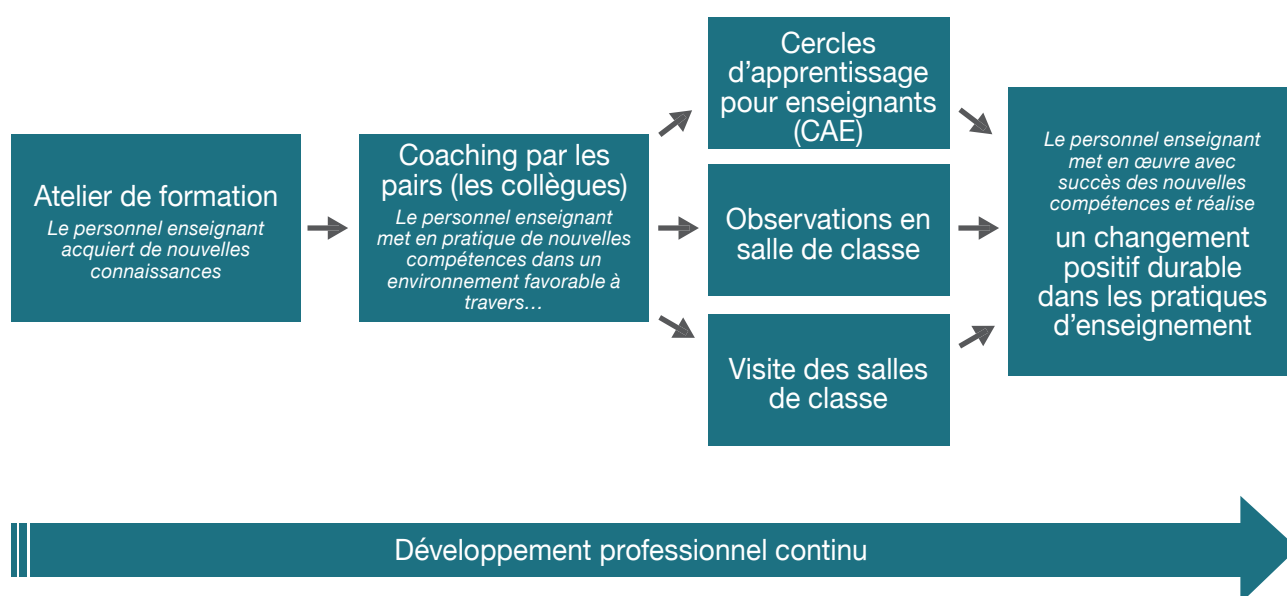 Atelier de formation
Le personnel enseignant
acquiert de nouvelles
connaissances
Coaching par les
pairs (les collègues)
Le personnel enseignant
met en pratique de nouvelles
compétences dans un
environnement favorable à
travers…
Cercles
d’apprentissage
pour enseignants
(CAE)
Observations en
salle de classe
Visite des salles
de classe
Le personnel enseignant
met en œuvre avec
succès des nouvelles
compétences et réalise
un changement
positif durable
dans les pratiques
d’enseignement
Développement professionnel continu